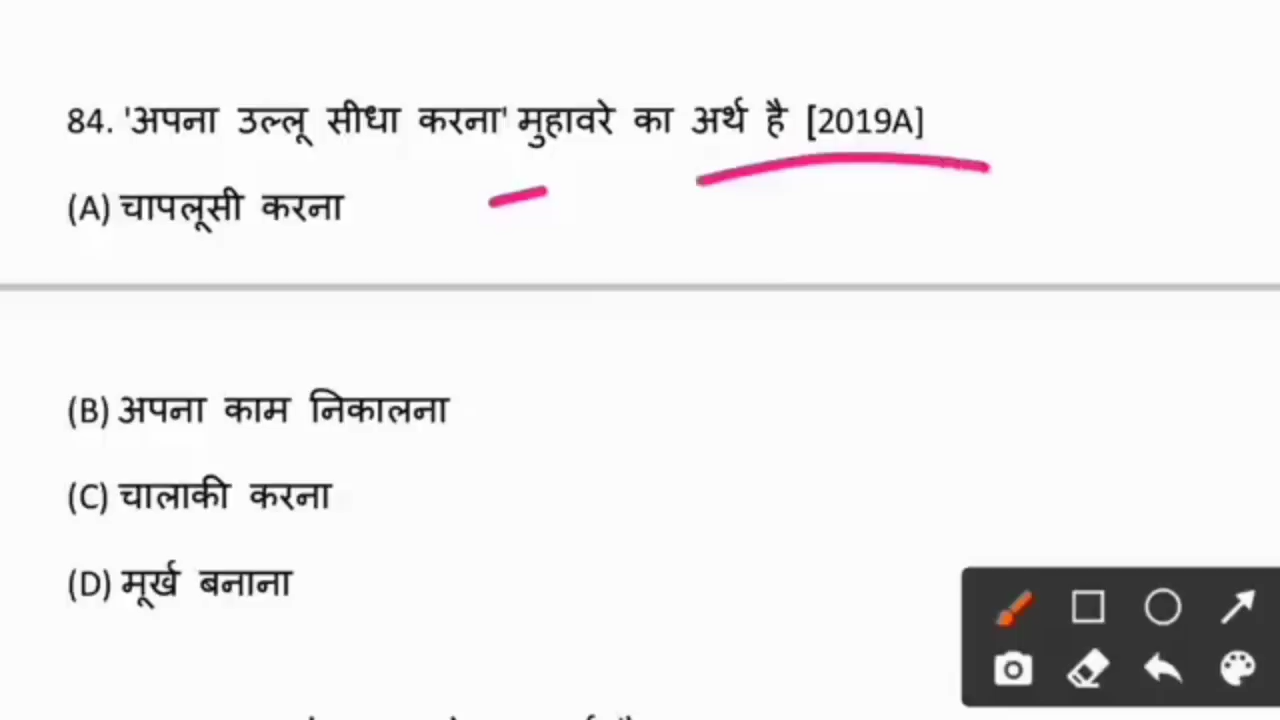 84. 'अपना उल्लू सीधा करना' मुहावरे का अर्थ है [2019A]
(A) चापलूसी करना
(B) अपना काम निकालना
(C) चालाकी करना
(D) मूर्ख बनाना